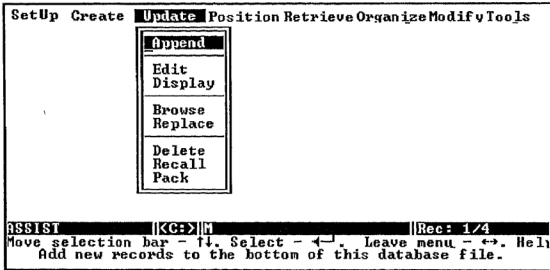 SetUp Create Update Position Retrieve Organize Modify Tools
Append
Edit
Display
Browse
Replace
Delete
Recall
Pack
ASSIST |<C:>|M |Rec: 1/4
Move selection bar - ↑↓. Select - ◄─┘. Leave menu - ↔. Hel
Add new records to the bottom of this database file.